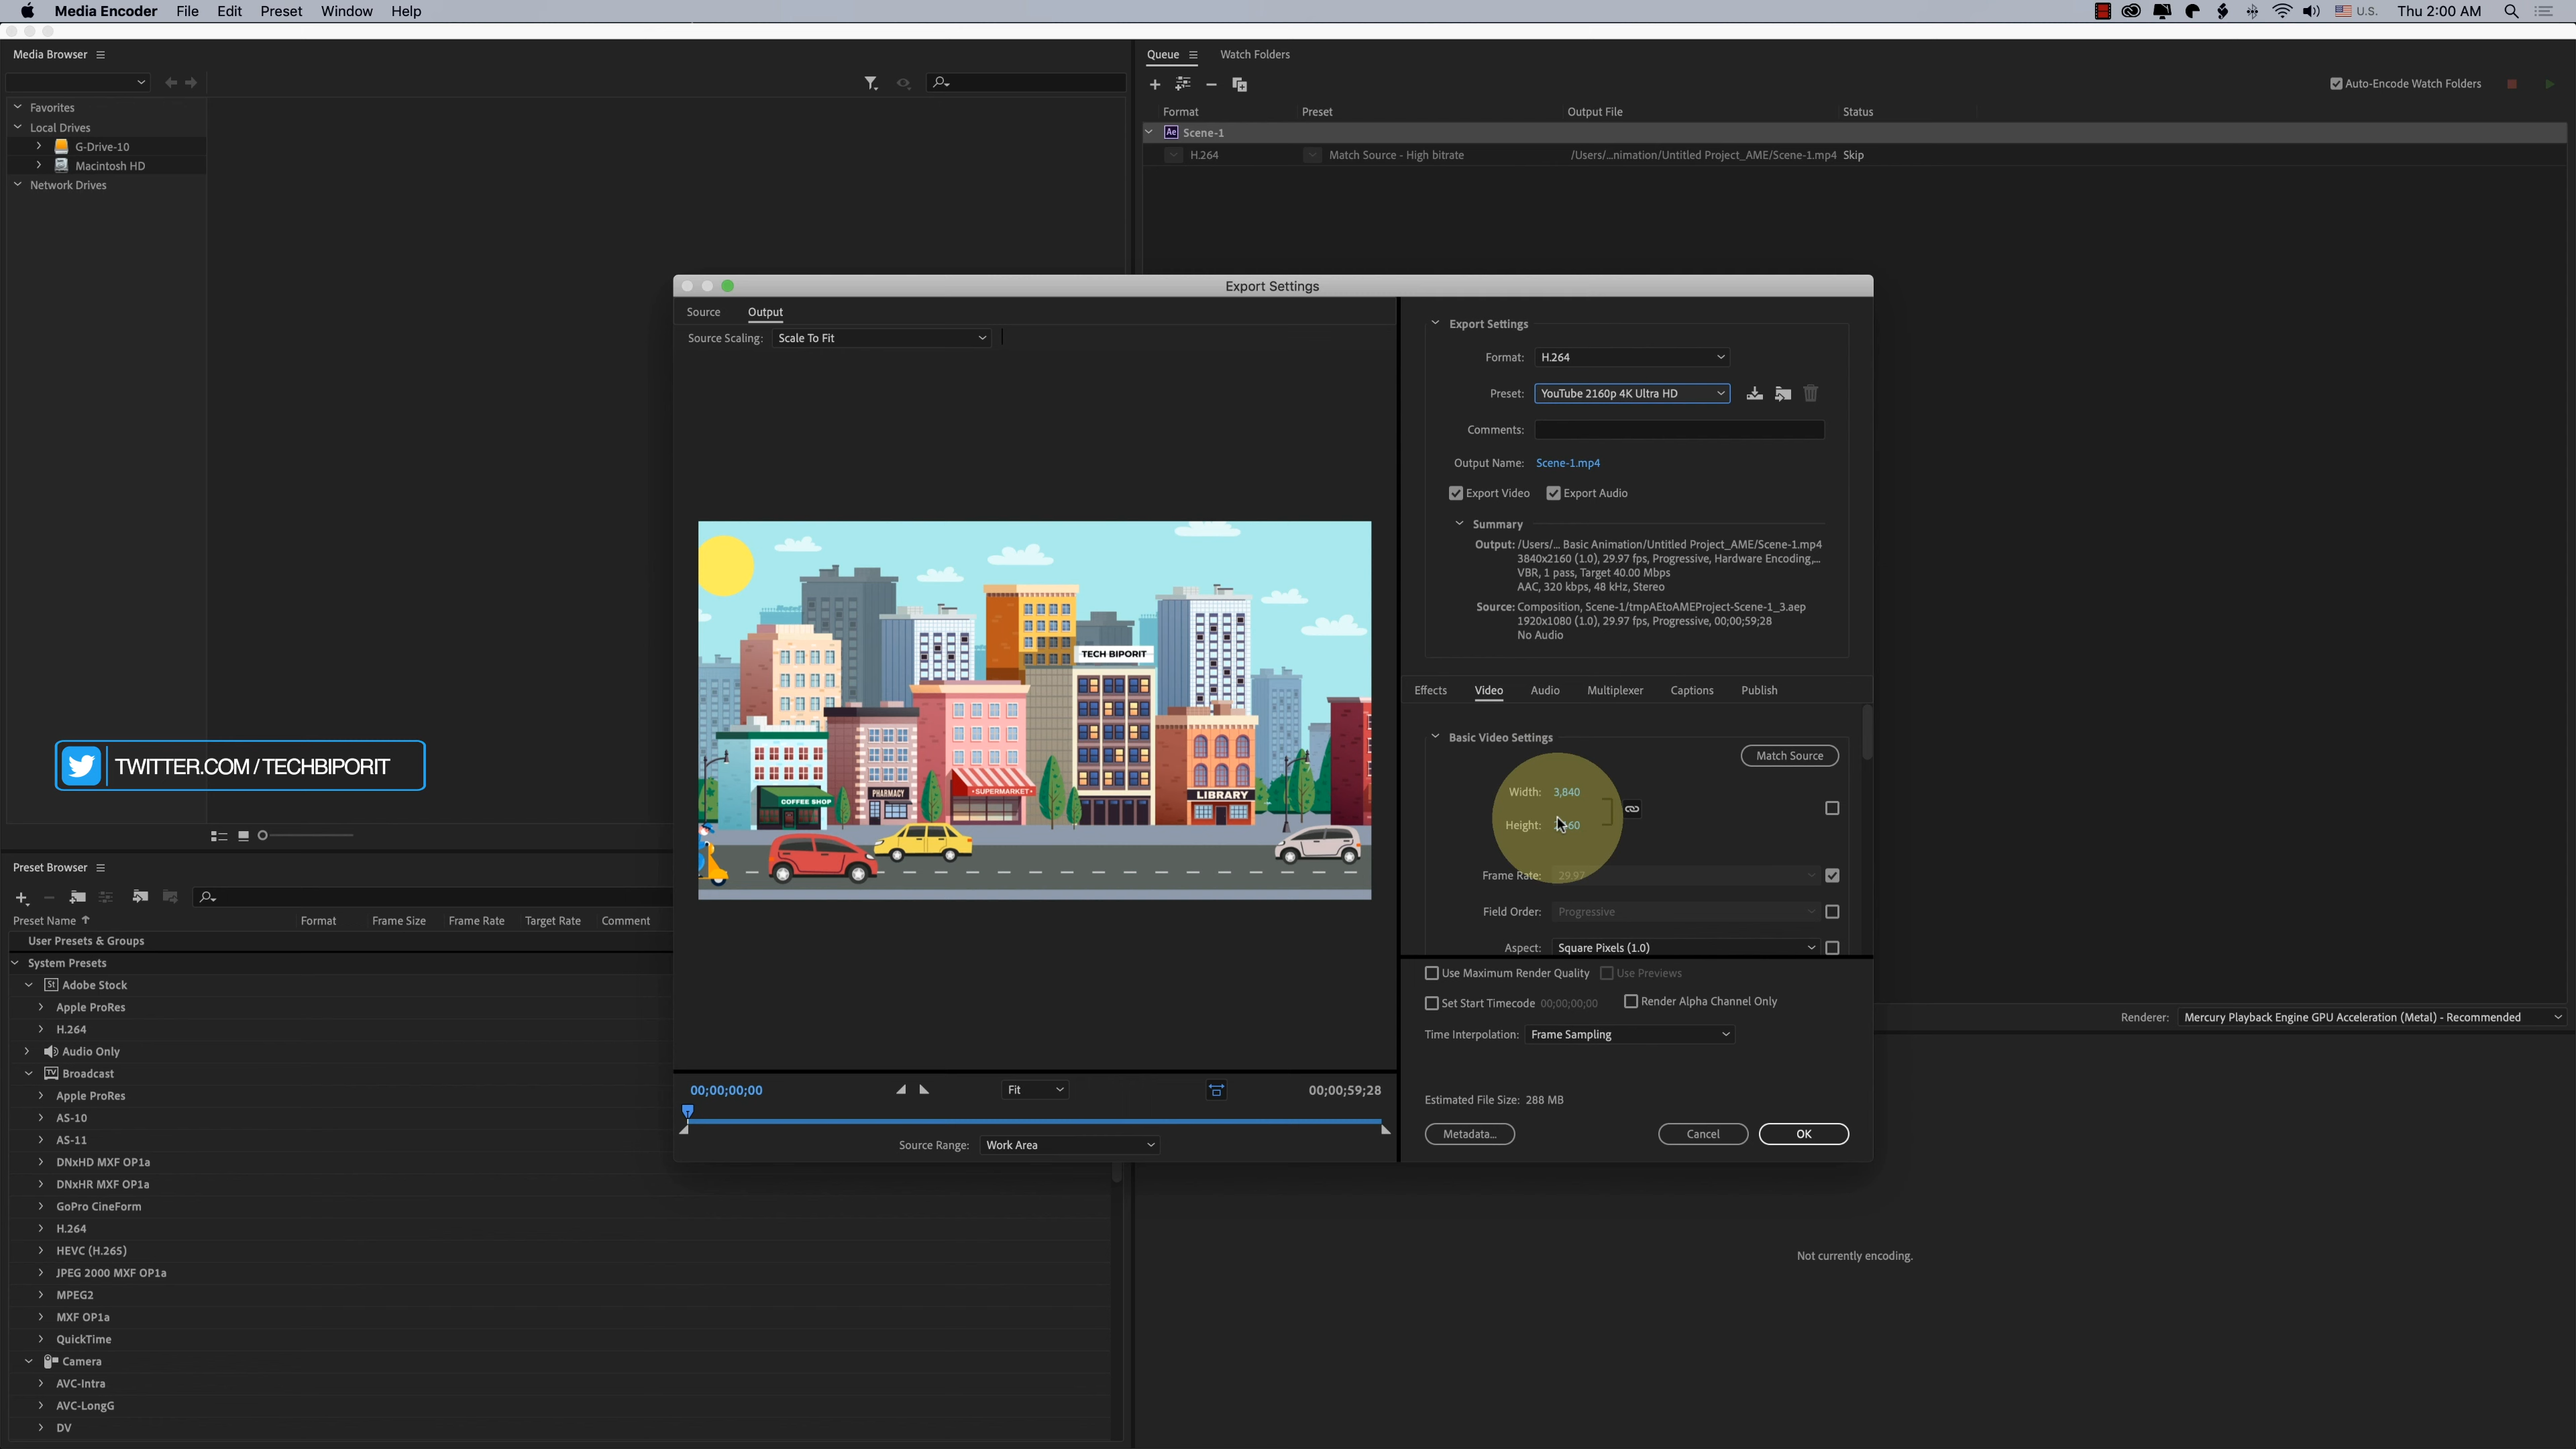 Media Encoder File Edit Preset Window Help
U.S. Thu 2:00 AM
Media Browser
Favorites
Local Drives
G-Drive-10
Macintosh HD
Network Drives
Queue Watch Folders
Auto-Encode Watch Folders
Format Preset Output File Status
Ae Scene-1
H.264 Match Source - High bitrate /Users/...nimation/Untitled Project_AME/Scene-1.mp4 Skip
Export Settings
Source Output
Source Scaling: Scale To Fit
TECH BIPORIT
COFFEE SHOP
PHARMACY
SUPERMARKET
LIBRARY
00;00;00;00 Fit 00;00;59;28
Source Range: Work Area
Export Settings
Format: H.264
Preset: YouTube 2160p 4K Ultra HD
Comments:
Output Name: Scene-1.mp4
Export Video Export Audio
Summary
Output: /Users/... Basic Animation/Untitled Project_AME/Scene-1.mp4
3840x2160 (1.0), 29.97 fps, Progressive, Hardware Encoding,...
VBR, 1 pass, Target 40.00 Mbps
AAC, 320 kbps, 48 kHz, Stereo
Source: Composition, Scene-1/tmpAEtoAMEProject-Scene-1_3.aep
1920x1080 (1.0), 29.97 fps, Progressive, 00;00;59;28
No Audio
Effects Video Audio Multiplexer Captions Publish
Basic Video Settings
Match Source
Width: 3,840
Height:
Frame Rate: 29.97
Field Order: Progressive
Aspect: Square Pixels (1.0)
Use Maximum Render Quality Use Previews
Set Start Timecode 00;00;00;00 Render Alpha Channel Only
Time Interpolation: Frame Sampling
Estimated File Size: 288 MB
Metadata... Cancel OK
TWITTER.COM / TECHBIPORIT
Preset Browser
Preset Name Format Frame Size Frame Rate Target Rate Comment
User Presets & Groups
System Presets
St Adobe Stock
Apple ProRes
H.264
Audio Only
TV Broadcast
Apple ProRes
AS-10
AS-11
DNxHD MXF OP1a
DNxHR MXF OP1a
GoPro CineForm
H.264
HEVC (H.265)
JPEG 2000 MXF OP1a
MPEG2
MXF OP1a
QuickTime
Camera
AVC-Intra
AVC-LongG
DV
Renderer: Mercury Playback Engine GPU Acceleration (Metal) - Recommended
Not currently encoding.